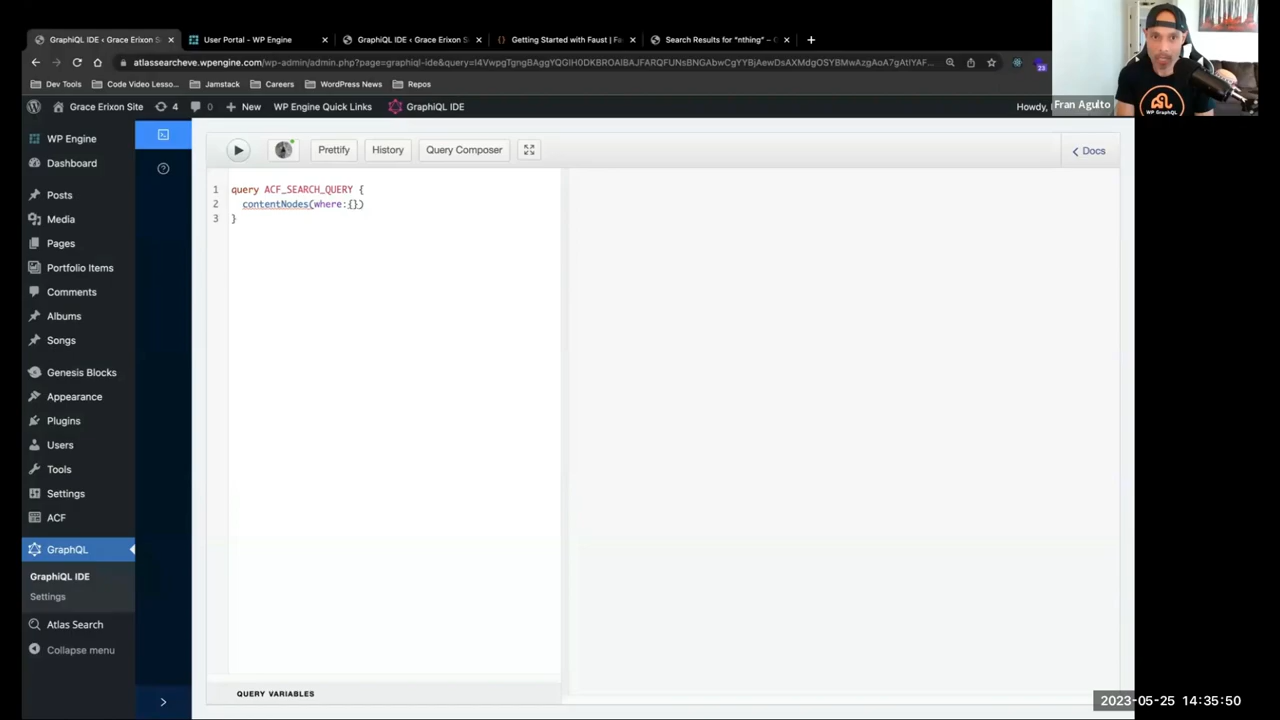 GraphiQL IDE ‹ Grace Erixon S
User Portal - WP Engine
GraphiQL IDE ‹ Grace Erixon S
Getting Started with Faust | Fa
Search Results for “nthing” –
atlassearcheve.wpengine.com/wp-admin/admin.php?page=graphiql-ide&query=
23
Dev Tools
Code Video Lesso...
Jamstack
Careers
WordPress News
Repos
Grace Erixon Site
4
0
New
WP Engine Quick Links
GraphiQL IDE
Howdy,
Fran Agulto
WP GRAPHQL
WP Engine
Dashboard
Posts
Media
Pages
Portfolio Items
Comments
Albums
Songs
Genesis Blocks
Appearance
Plugins
Users
Tools
Settings
ACF
GraphQL
GraphiQL IDE
Settings
Atlas Search
Collapse menu
Prettify
History
Query Composer
Docs
1 query ACF_SEARCH_QUERY {
2 contentNodes(where:{})
3 }
QUERY VARIABLES
2023-05-25 14:35:50